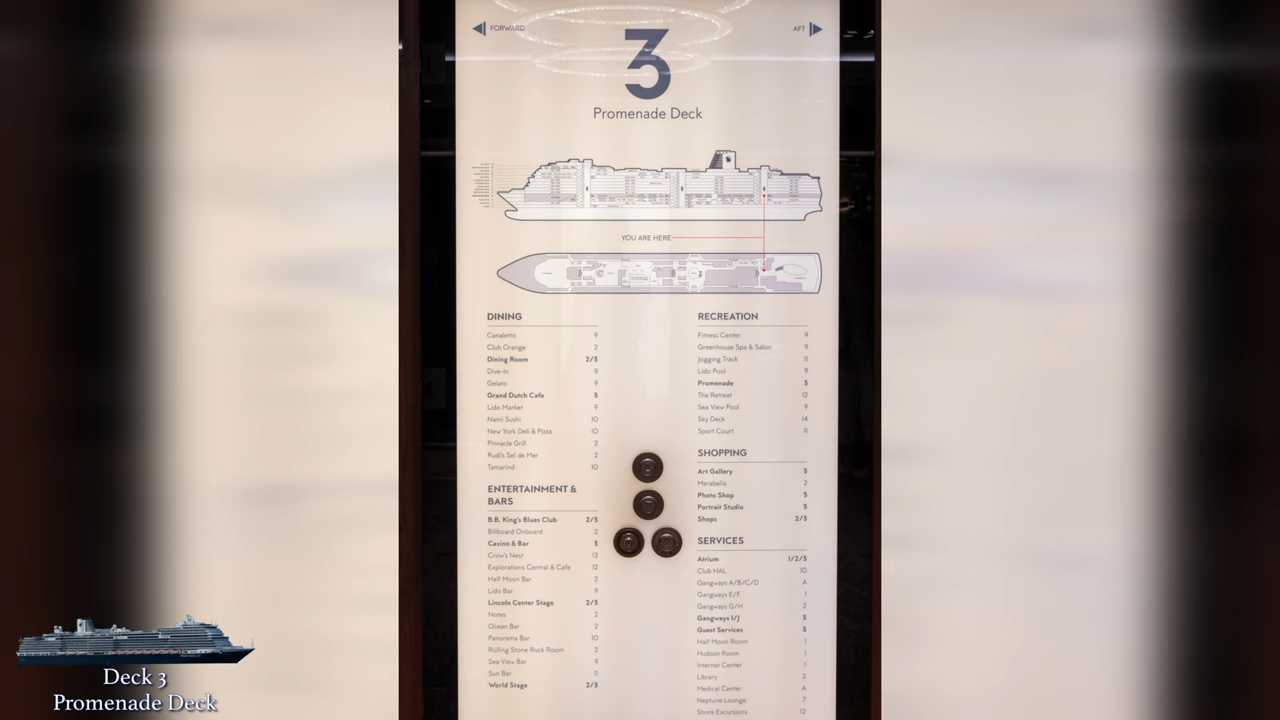 FORWARD
AFT
3
Promenade Deck
YOU ARE HERE
DINING
Canaletto 9
Club Orange 2
Dining Room 2/3
Dive-In 9
Gelato 9
Grand Dutch Cafe 3
Lido Market 9
Nami Sushi 10
New York Deli & Pizza 10
Pinnacle Grill 2
Rudi's Sel de Mer 2
Tamarind 10
ENTERTAINMENT &
BARS
B.B. King's Blues Club 2/3
Billboard Onboard 2
Casino & Bar 3
Crow's Nest 12
Explorations Central & Cafe 12
Half Moon Bar 2
Lido Bar 9
Lincoln Center Stage 2/3
Notes 2
Ocean Bar 2
Panorama Bar 10
Rolling Stone Rock Room 2
Sea View Bar 9
Sun Bar 11
World Stage 2/3
RECREATION
Fitness Center 9
Greenhouse Spa & Salon 9
Jogging Track 11
Lido Pool 9
Promenade 3
The Retreat 12
Sea View Pool 9
Sky Deck 14
Sport Court 11
SHOPPING
Art Gallery 3
Merabella 2
Photo Shop 3
Portrait Studio 3
Shops 2/3
SERVICES
Atrium 1/2/3
Club HAL 10
Gangways A/B/C/D A
Gangways E/F 1
Gangways G/H 2
Gangways I/J 3
Guest Services 3
Half Moon Room 1
Hudson Room 1
Internet Center 1
Library 2
Medical Center A
Neptune Lounge 7
Shore Excursions 12
Deck 3
Promenade Deck